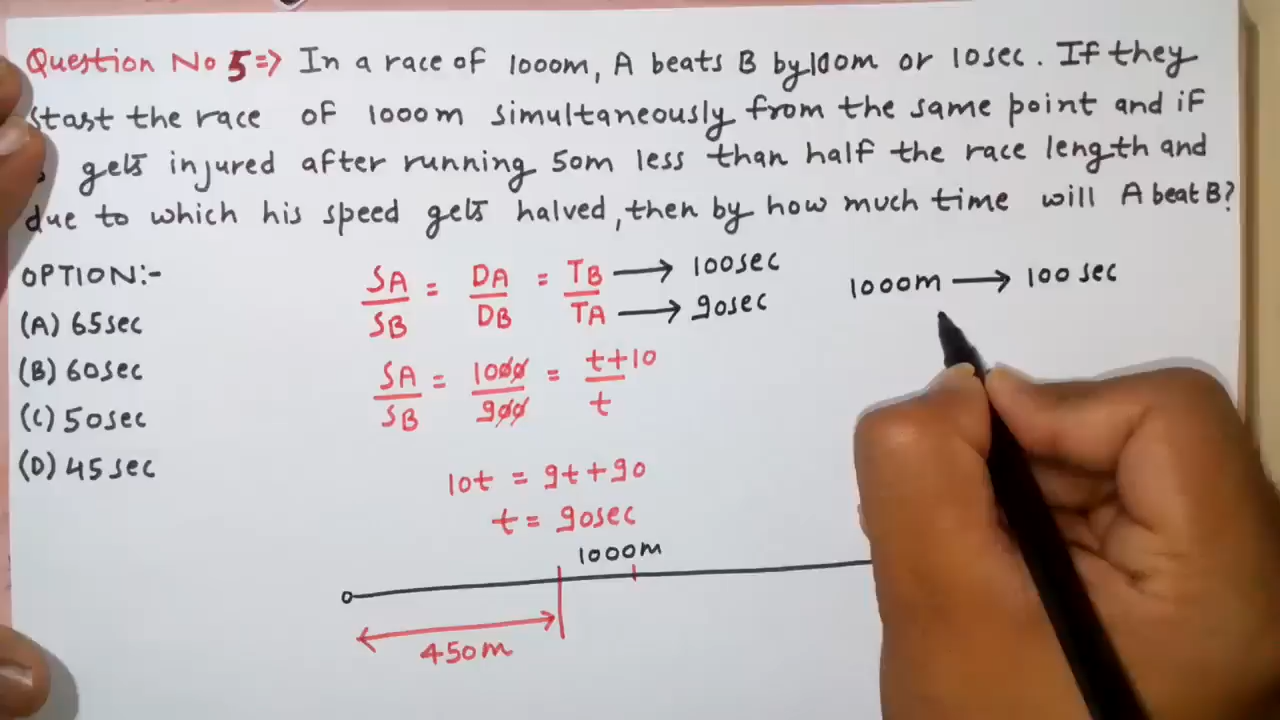 Question No 5=> In a race of 1000m, A beats B by 100m or 10sec. If they
start the race of 1000m simultaneously from the same point and if
gets injured after running 50m less than half the race length and
due to which his speed gets halved, then by how much time will A beat B?
OPTION:-
(A) 65sec
(B) 60sec
(C) 50sec
(D) 45sec
SA/SB = DA/DB = TB/TA
→ 100sec
→ 90sec
SA/SB = 1000/900 = t+10/t
10t = 9t+90
t = 90sec
1000m → 100sec
1000m
450m